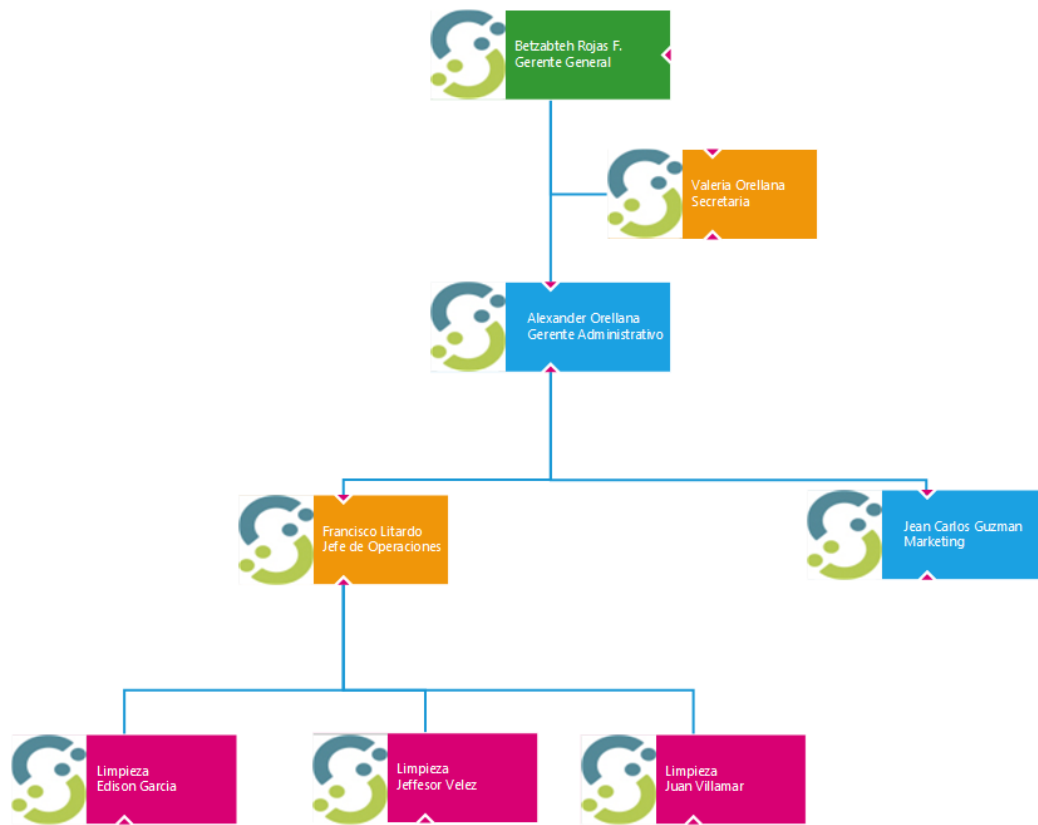 Betzabteh Rojas F.
Gerente General
Valeria Orellana
Secretaria
Alexander Orellana
Gerente Administrativo
Francisco Litardo
Jefe de Operaciones
Jean Carlos Guzman
Marketing
Limpieza
Edison Garcia
Limpieza
Jeffesor Velez
Limpieza
Juan Villamar